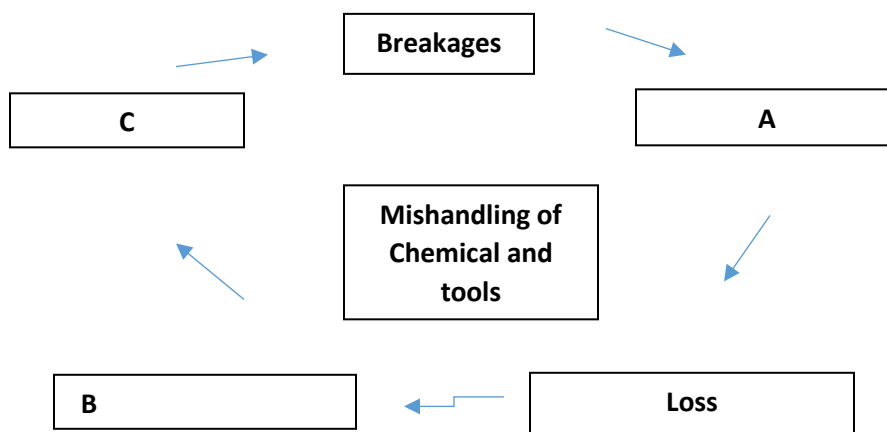 Breakages
C
A
Mishandling of
Chemical and
tools
B
Loss